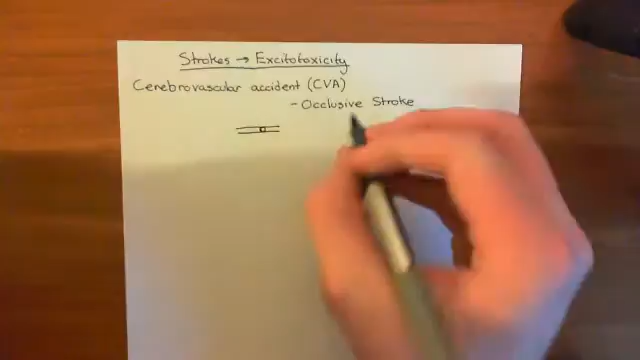 Strokes → Excitotoxicity
Cerebrovascular accident (CVA)
- Occlusive Stroke